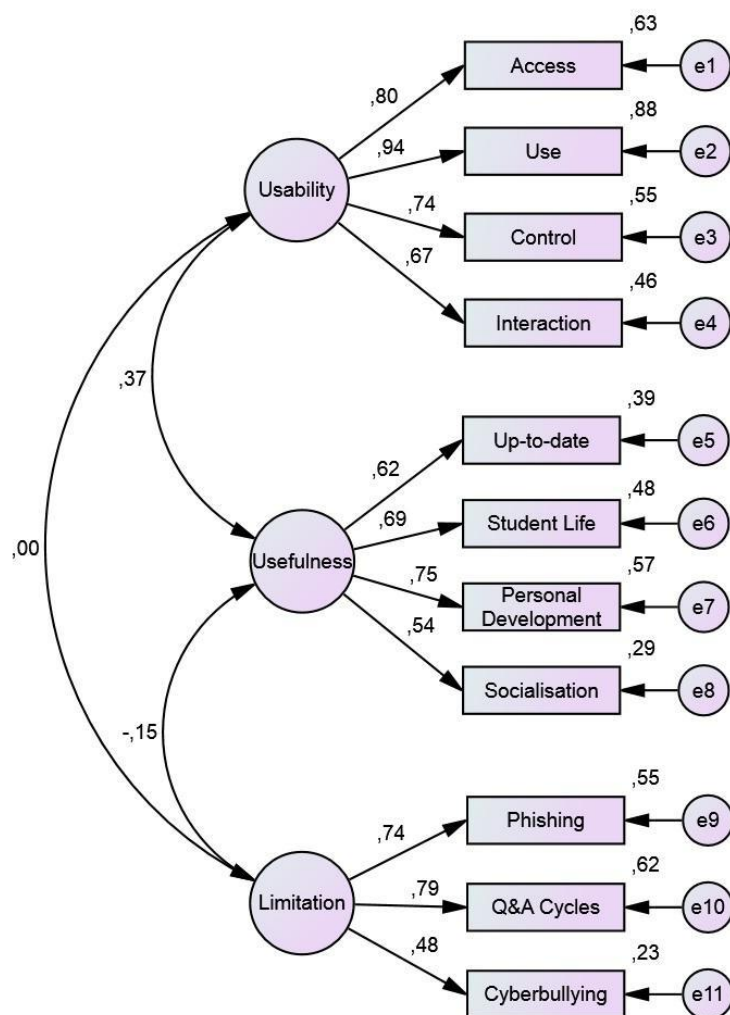 ,63
Access
e1
,80
,88
,94
Use
e2
Usability
,74
,55
Control
e3
,67
,46
Interaction
e4
,37
,39
Up-to-date
e5
,62
,48
,69
Student Life
e6
,00
Usefulness
,57
,75
Personal
Development
e7
,54
,29
Socialisation
e8
-,15
,55
Phishing
e9
,74
,62
Limitation
,79
Q&A Cycles
e10
,48
,23
Cyberbullying
e11